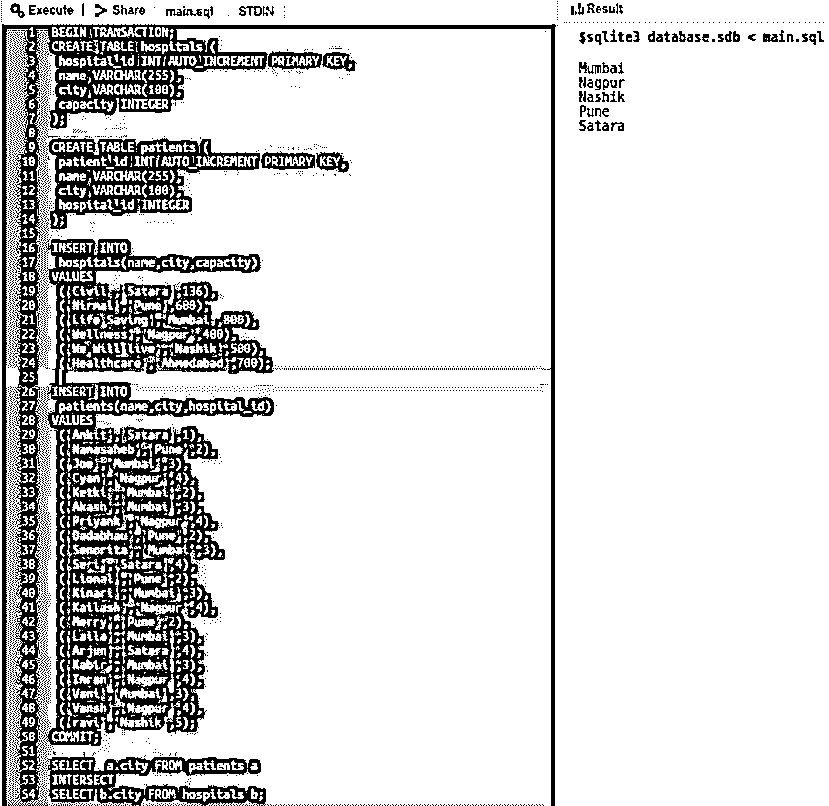 Execute | Share main.sql STDIN
Result
1 BEGIN TRANSACTION;
2 CREATE TABLE hospitals (
3 hospital_id INT AUTO_INCREMENT PRIMARY KEY,
4 name VARCHAR(255),
5 city VARCHAR(100),
6 capacity INTEGER
7 );
8
9 CREATE TABLE patients (
10 patient_id INT AUTO_INCREMENT PRIMARY KEY,
11 name VARCHAR(255),
12 city VARCHAR(100),
13 hospital_id INTEGER
14 );
15
16 INSERT INTO
17 hospitals(name,city,capacity)
18 VALUES
19 ('Civil','Satara',136),
20 ('Nirmal','Pune',600),
21 ('Life Saving','Mumbai',800),
22 ('Wellness','Nagpur',400),
23 ('We Will Live','Nashik',500),
24 ('Healthcare','Ahmedabad',700);
25
26 INSERT INTO
27 patients(name,city,hospital_id)
28 VALUES
29 ('Ankit','Satara',1),
30 ('Nanasaheb','Pune',2),
31 ('Joe','Mumbai',3),
32 ('Cyan','Nagpur',4),
33 ('Ketki','Mumbai',2),
34 ('Akash','Mumbai',3),
35 ('Priyank','Nagpur',4),
36 ('Dadabhau','Pune',2),
37 ('Senorita','Mumbai',3),
38 ('Seri','Satara',4),
39 ('Lional','Pune',2),
40 ('Kinari','Mumbai',3),
41 ('Kailash','Nagpur',4),
42 ('Merry','Pune',2),
43 ('Laila','Mumbai',3),
44 ('Arjun','Satara',4),
45 ('Kabir','Mumbai',3),
46 ('Imran','Nagpur',4),
47 ('Vani','Mumbai',3),
48 ('Vansh','Nagpur',4),
49 ('ravi','Nashik',5);
50 COMMIT;
51
52 SELECT a.city FROM patients a
53 INTERSECT
54 SELECT b.city FROM hospitals b;
$sqlite3 database.sdb < main.sql
Mumbai
Nagpur
Nashik
Pune
Satara